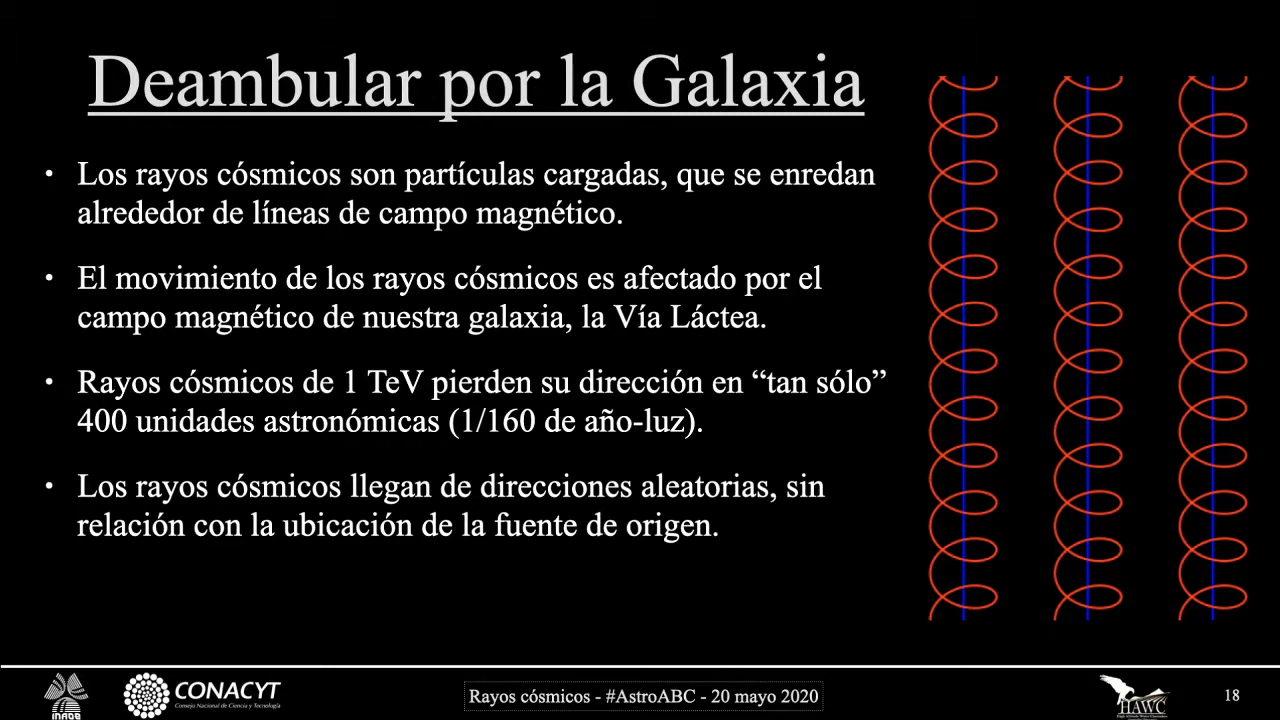 Deambular por la Galaxia
• Los rayos cósmicos son partículas cargadas, que se enredan
alrededor de líneas de campo magnético.
• El movimiento de los rayos cósmicos es afectado por el
campo magnético de nuestra galaxia, la Vía Láctea.
• Rayos cósmicos de 1 TeV pierden su dirección en “tan sólo”
400 unidades astronómicas (1/160 de año-luz).
• Los rayos cósmicos llegan de direcciones aleatorias, sin
relación con la ubicación de la fuente de origen.
INAOE
CONACYT
Consejo Nacional de Ciencia y Tecnología
Rayos cósmicos - #AstroABC - 20 mayo 2020
HAWC
18